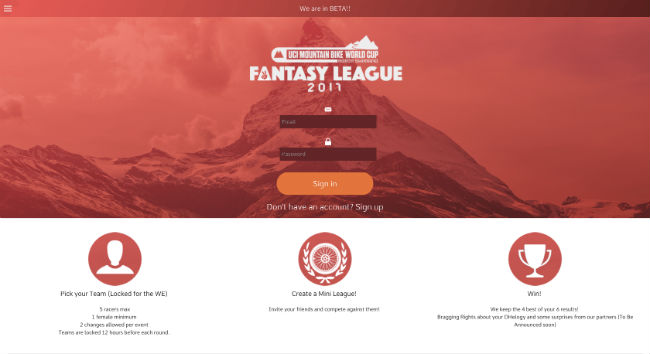 We are in BETA!!
UCI MOUNTAIN BIKE WORLD CUP
FANTASY LEAGUE
2017
Email
Password
Sign in
Don't have an account? Sign up
Pick your Team (Locked for the WE)
5 racers max
1 female minimum
2 changes allowed per event
Teams are locked 12 hours before each round.
Create a Mini League!
Invite your friends and compete against them!
Win!
We keep the 4 best of your 6 results!
Bragging Rights about your DHelogy and some surprises from our partners (To Be
Announced soon)